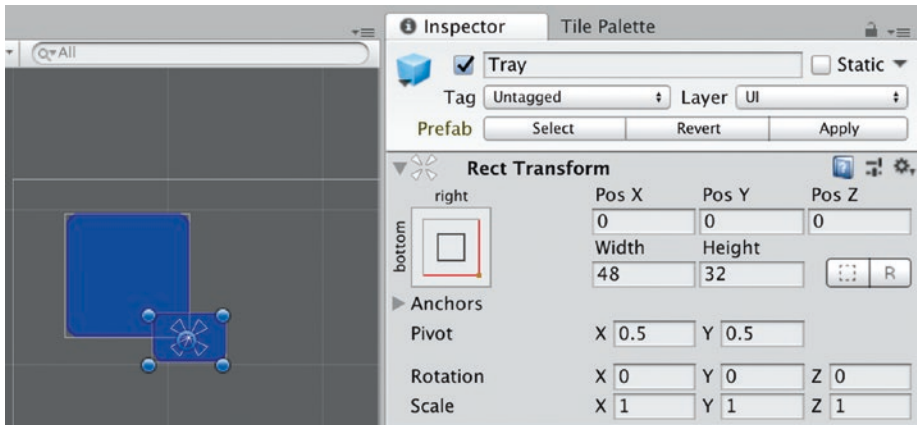 Inspector
Tile Palette
All
Tray
Static
Tag
Untagged
Layer
UI
Prefab
Select
Revert
Apply
Rect Transform
right
bottom
Pos X
Pos Y
Pos Z
0
0
0
Width
Height
48
32
R
Anchors
Pivot
X 0.5
Y 0.5
Rotation
X 0
Y 0
Z 0
Scale
X 1
Y 1
Z 1